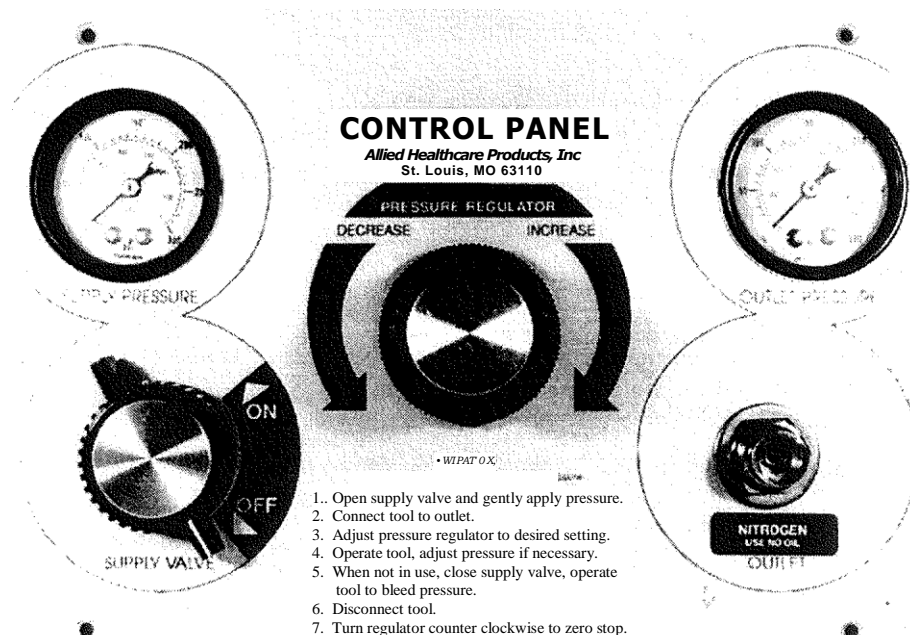 CONTROL PANEL
Allied Healthcare Products, Inc
St. Louis, MO 63110
PRESSURE REGULATOR
DECREASE
INCREASE
SUPPLY PRESSURE
OUTLET PRESSURE
ON
OFF
SUPPLY VALVE
1.. Open supply valve and gently apply pressure.
2. Connect tool to outlet.
3. Adjust pressure regulator to desired setting.
4. Operate tool, adjust pressure if necessary.
5. When not in use, close supply valve, operate
tool to bleed pressure.
6. Disconnect tool.
7. Turn regulator counter clockwise to zero stop.
NITROGEN
USE NO OIL
OUTLET